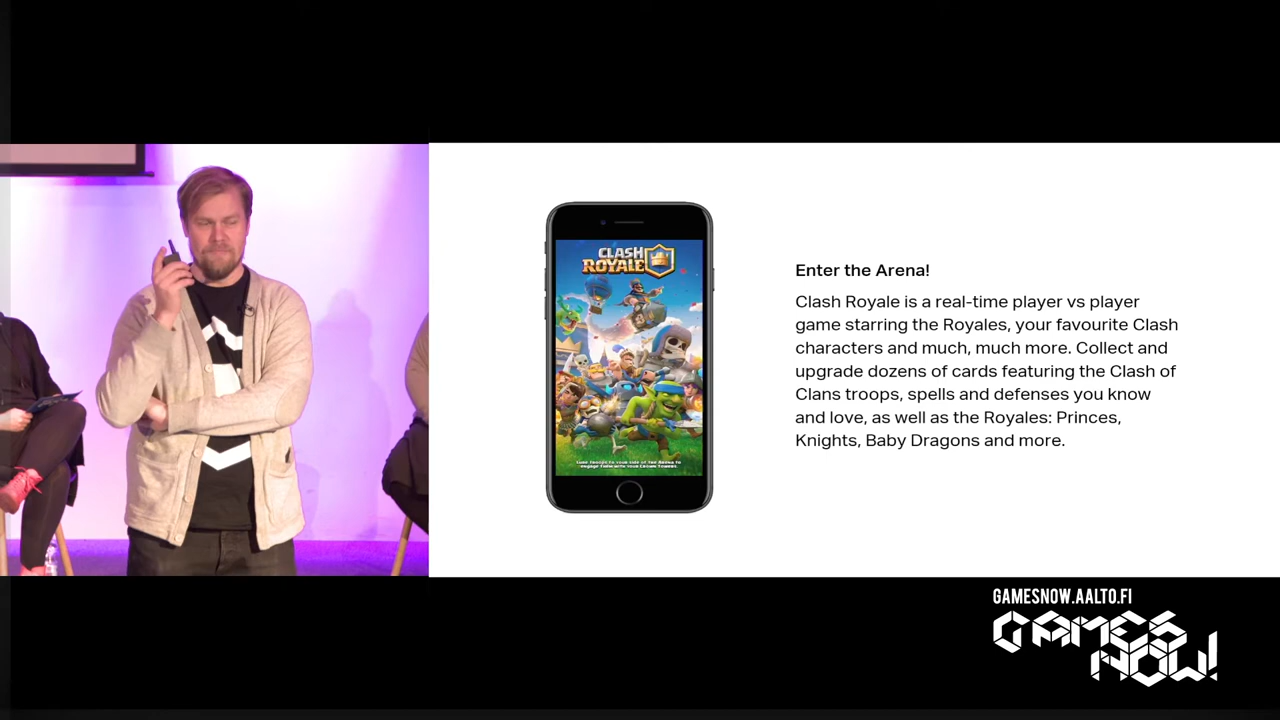 CLASH
ROYALE
Enter the Arena!
Clash Royale is a real-time player vs player
game starring the Royales, your favourite Clash
characters and much, much more. Collect and
upgrade dozens of cards featuring the Clash of
Clans troops, spells and defenses you know
and love, as well as the Royales: Princes,
Knights, Baby Dragons and more.
GAMESNOW.AALTO.FI
GAMES
NOW!